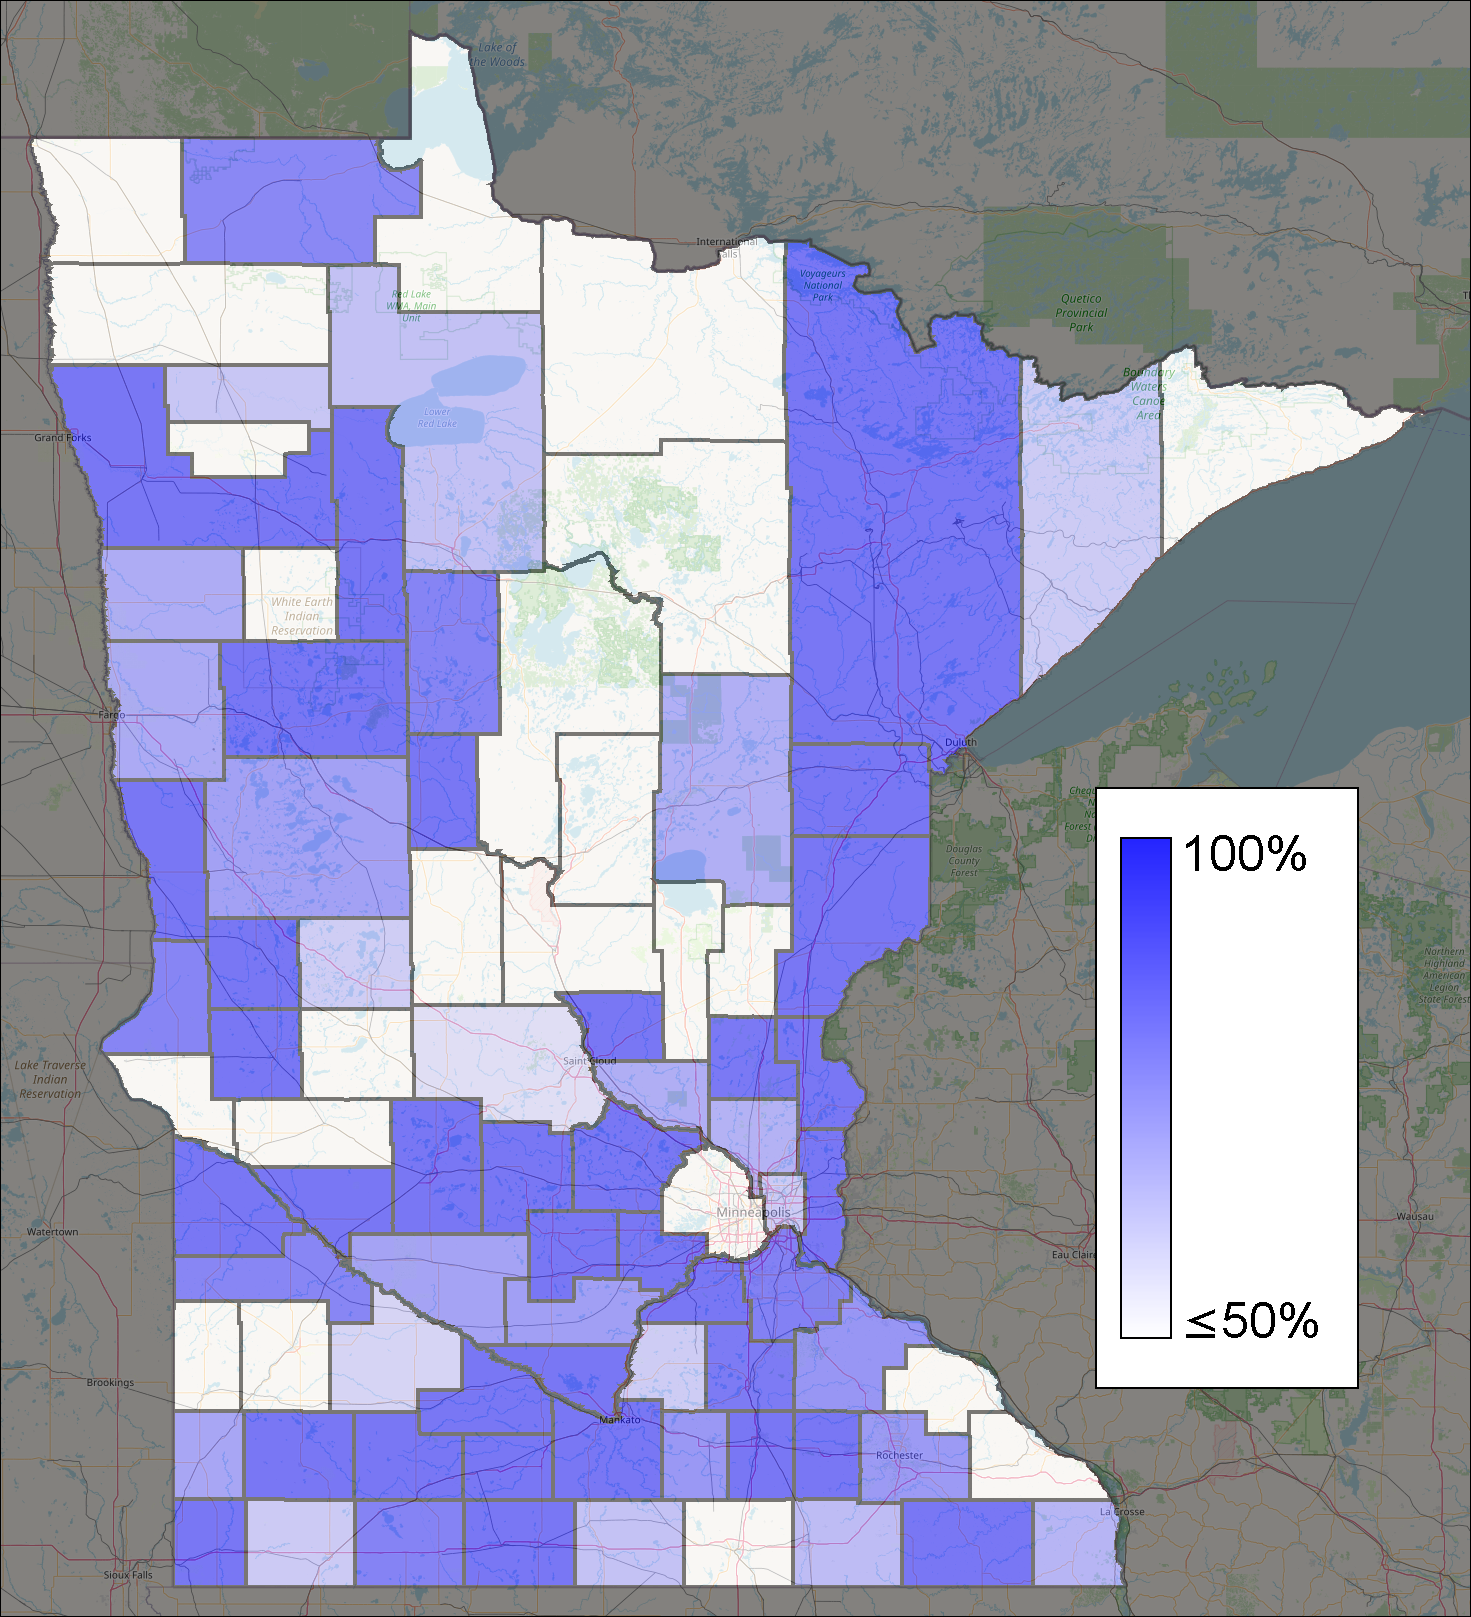 Lake of
the Woods
International
Falls
Voyageurs
National
Park
Quetico
Provincial
Park
Red Lake
WMA, Main
Unit
Boundary
Waters
Canoe
Area
Lower
Red Lake
Grand Forks
White Earth
Indian
Reservation
Fargo
Duluth
Douglas
County
Forest
100%
≤50%
Northern
Highland
American
Legion
State Forest
Lake Traverse
Indian
Reservation
Saint Cloud
Minneapolis
Watertown
Wausau
Eau Clair
Brookings
Mankato
Rochester
La Crosse
Sioux Falls